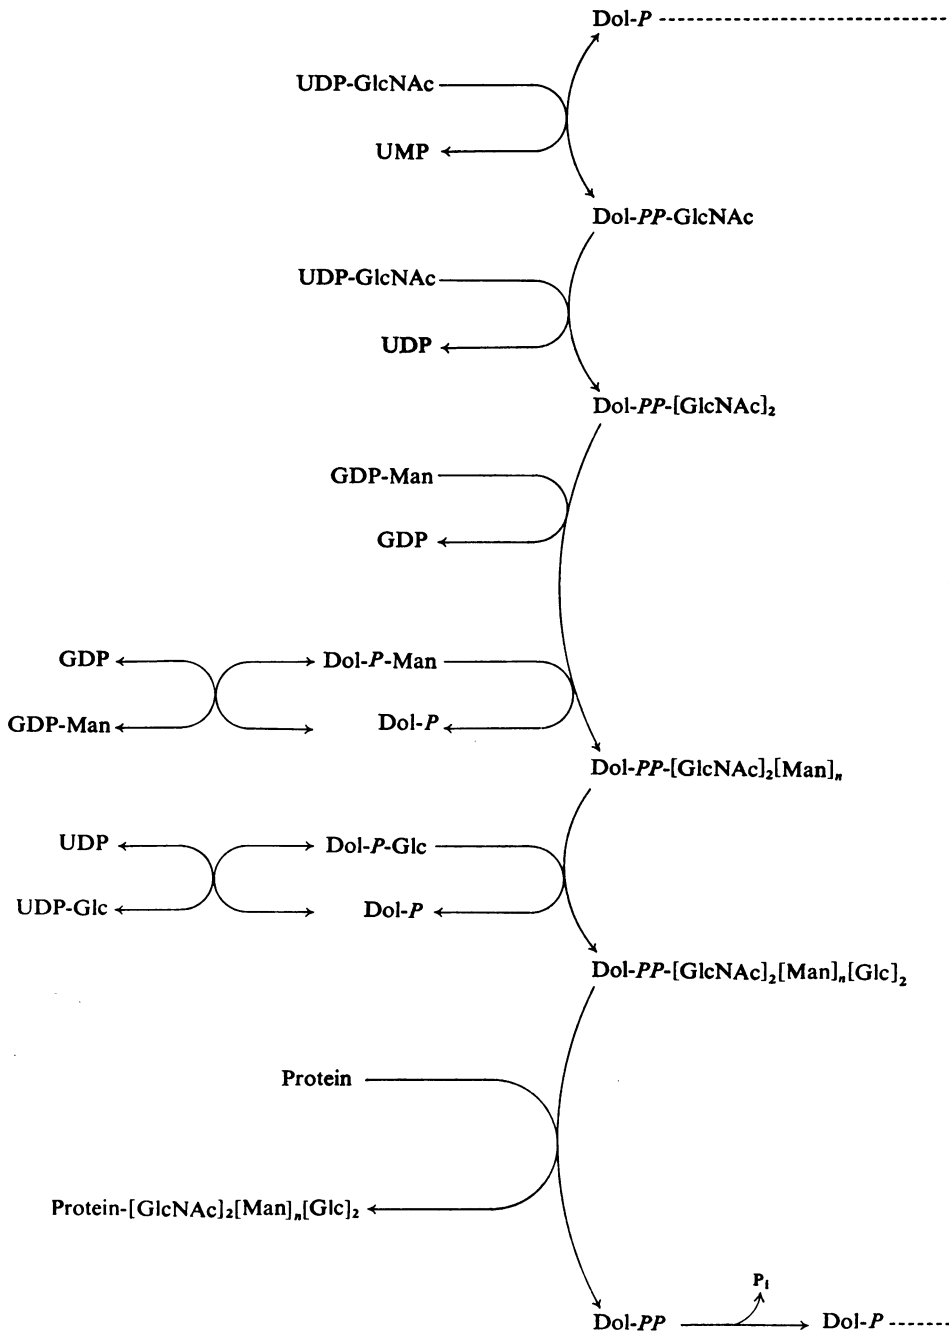 Dol-P
UDP-GlcNAc
UMP
Dol-PP-GlcNAc
UDP-GlcNAc
UDP
Dol-PP-[GlcNAc]₂
GDP-Man
GDP
GDP Dol-P-Man
GDP-Man Dol-P
Dol-PP-[GlcNAc]₂[Man]ₙ
UDP Dol-P-Glc
UDP-Glc Dol-P
Dol-PP-[GlcNAc]₂[Man]ₙ[Glc]₂
Protein
Protein-[GlcNAc]₂[Man]ₙ[Glc]₂
Pᵢ
Dol-PP Dol-P